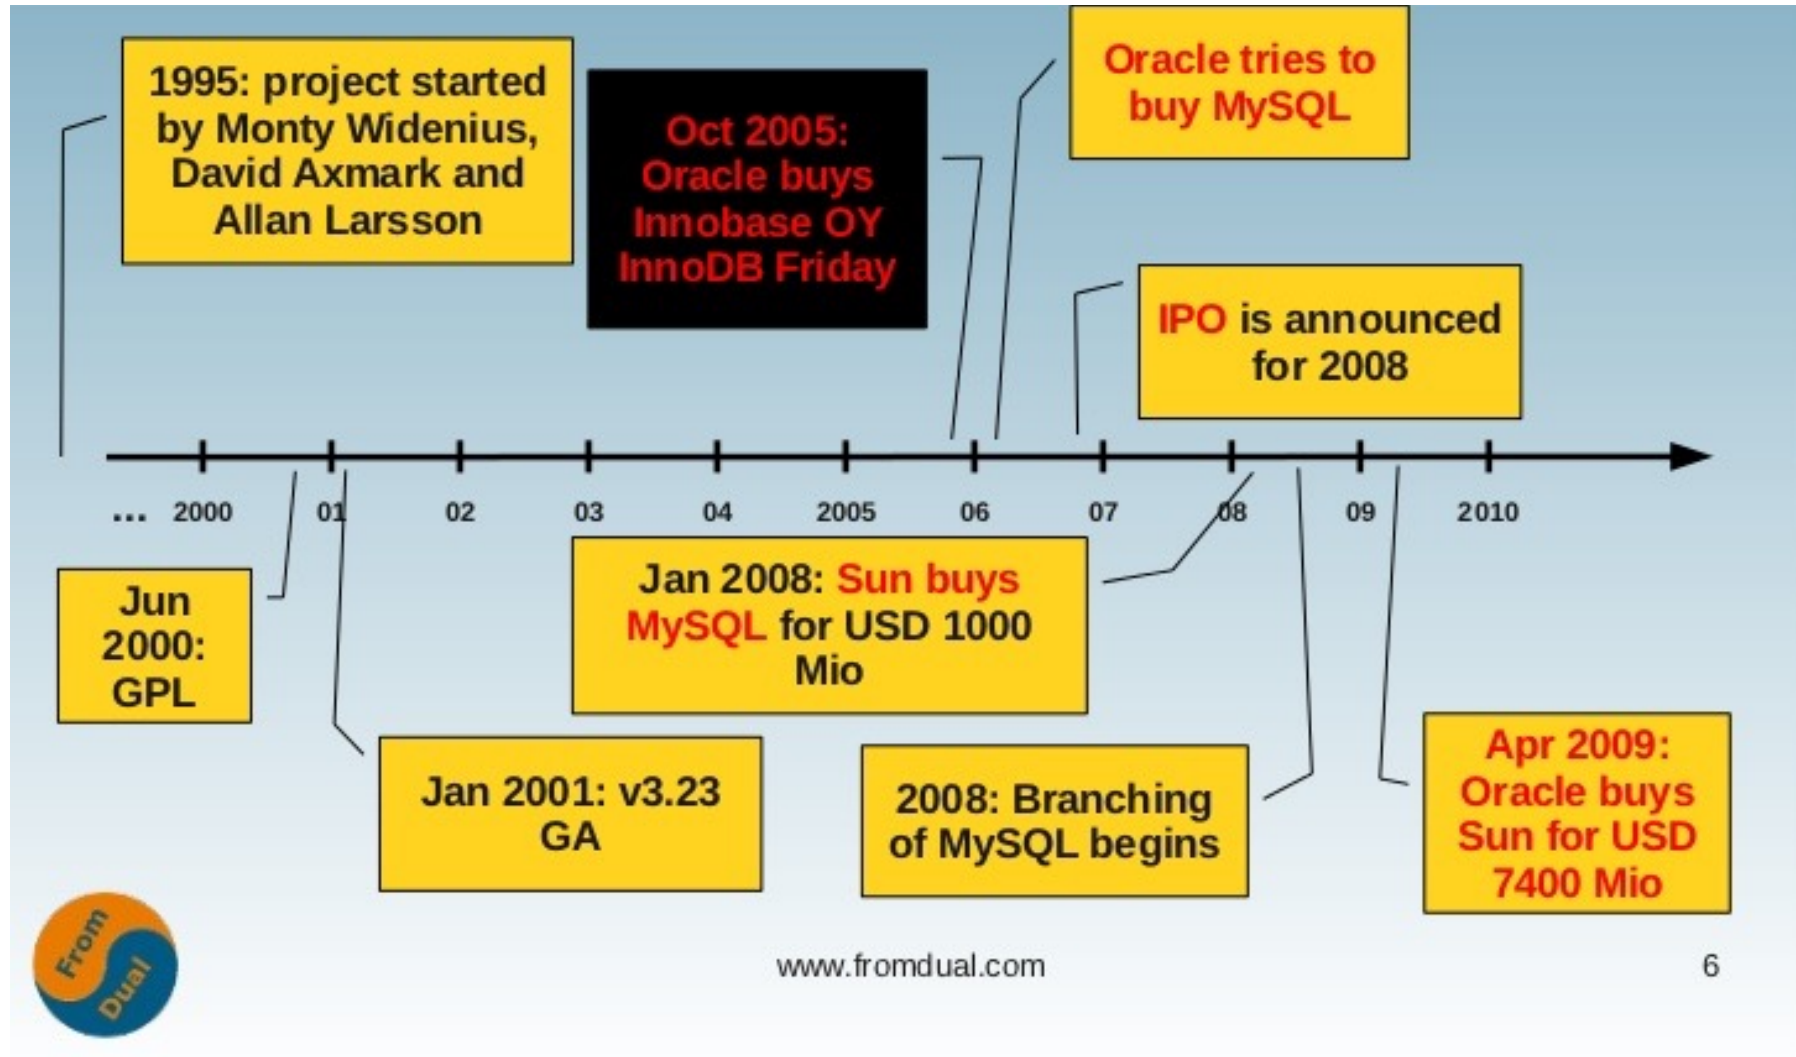 1995: project started
by Monty Widenius,
David Axmark and
Allan Larsson
Oct 2005:
Oracle buys
Innobase OY
InnoDB Friday
Oracle tries to
buy MySQL
IPO is announced
for 2008
... 2000 01 02 03 04 2005 06 07 08 09 2010
Jun
2000:
GPL
Jan 2001: v3.23
GA
Jan 2008: Sun buys
MySQL for USD 1000
Mio
2008: Branching
of MySQL begins
Apr 2009:
Oracle buys
Sun for USD
7400 Mio
From
Dual
www.fromdual.com
6